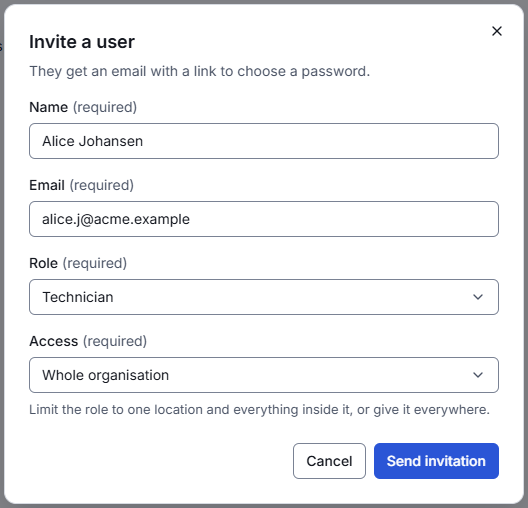 Invite a user
They get an email with a link to choose a password.
Name (required)
Alice Johansen
Email (required)
alice.j@acme.example
Role (required)
Technician
Access (required)
Whole organisation
Limit the role to one location and everything inside it, or give it everywhere.
Cancel
Send invitation